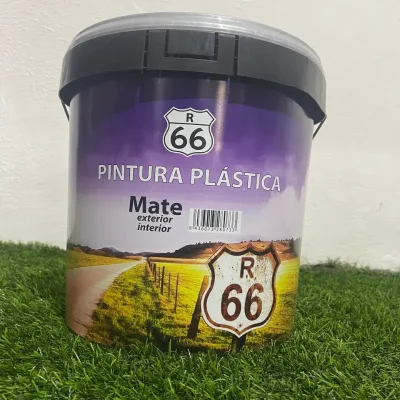 R
66
PINTURA PLÁSTICA
Mate
exterior
interior
R
66